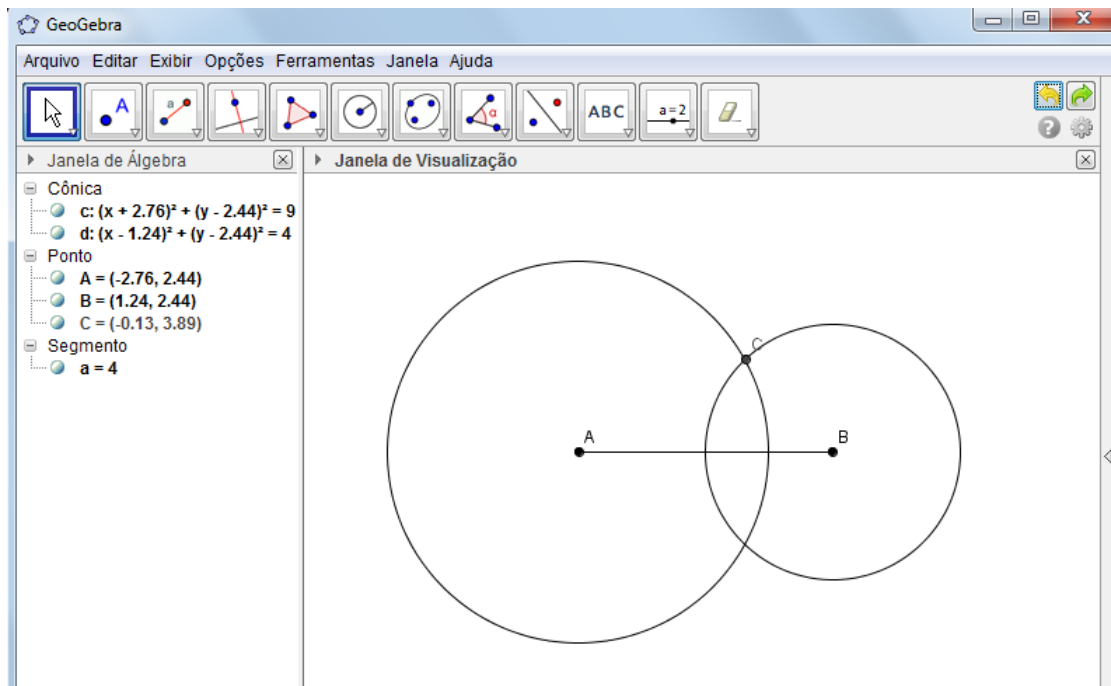 GeoGebra
Arquivo Editar Exibir Opções Ferramentas Janela Ajuda
A
a
α
ABC
a=2
Janela de Álgebra
Janela de Visualização
Cônica
c: (x + 2.76)² + (y - 2.44)² = 9
d: (x - 1.24)² + (y - 2.44)² = 4
Ponto
A = (-2.76, 2.44)
B = (1.24, 2.44)
C = (-0.13, 3.89)
Segmento
a = 4
C
A
B